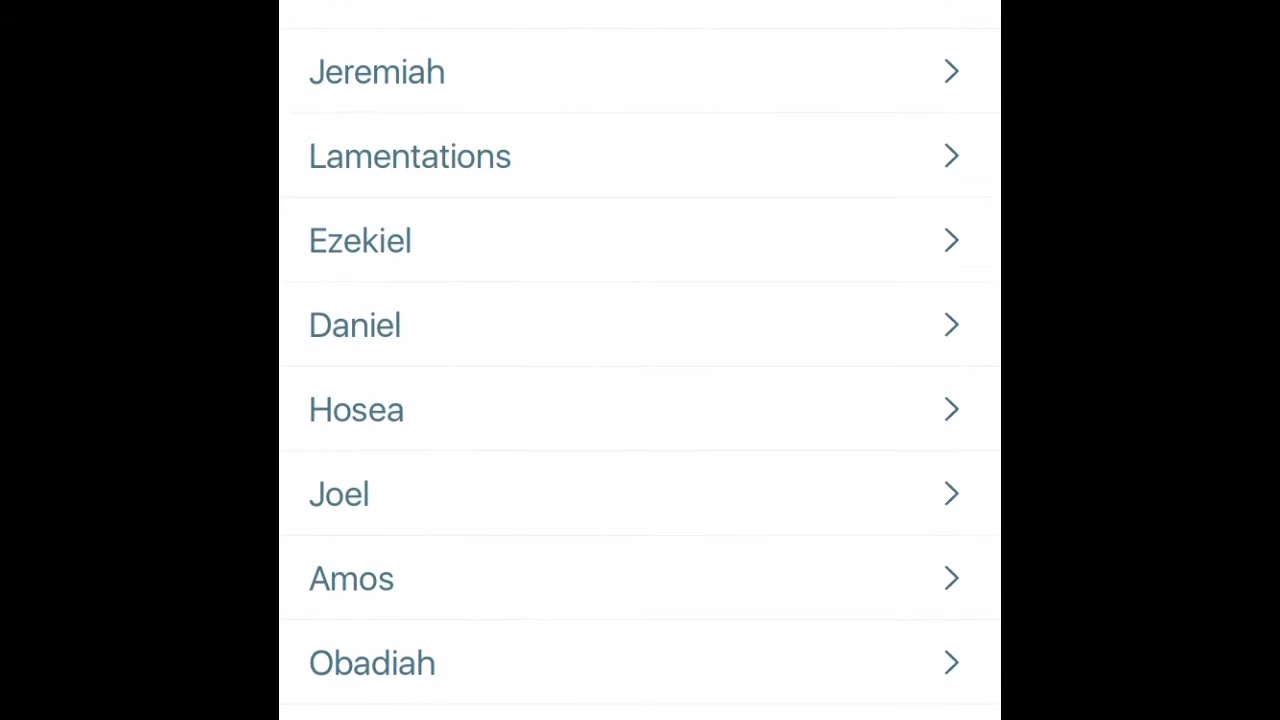 Jeremiah
Lamentations
Ezekiel
Daniel
Hosea
Joel
Amos
Obadiah